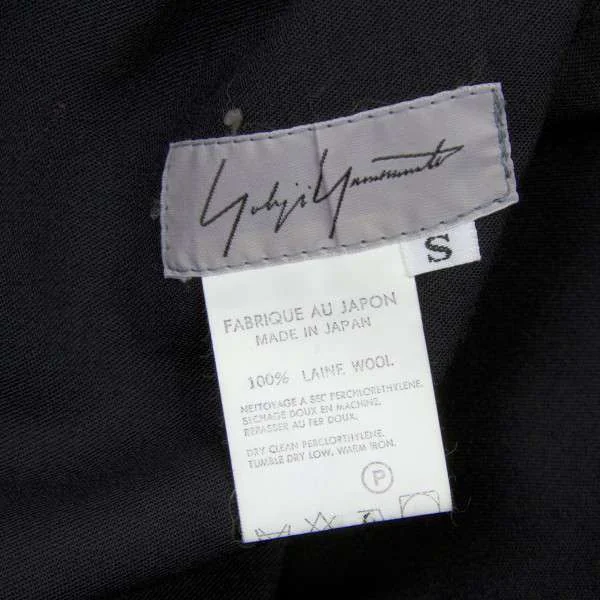 Yohji Yamamoto
S
FABRIQUE AU JAPON
MADE IN JAPAN
100% LAINE WOOL
NETTOYAGE A SEC PERCHLORETHYLENE.
SECHAGE DOUX EN MACHINE.
REPASSER AU FER DOUX.
DRY CLEAN PERCLORTHYLENE.
TUMBLE DRY LOW, WARM IRON.
P